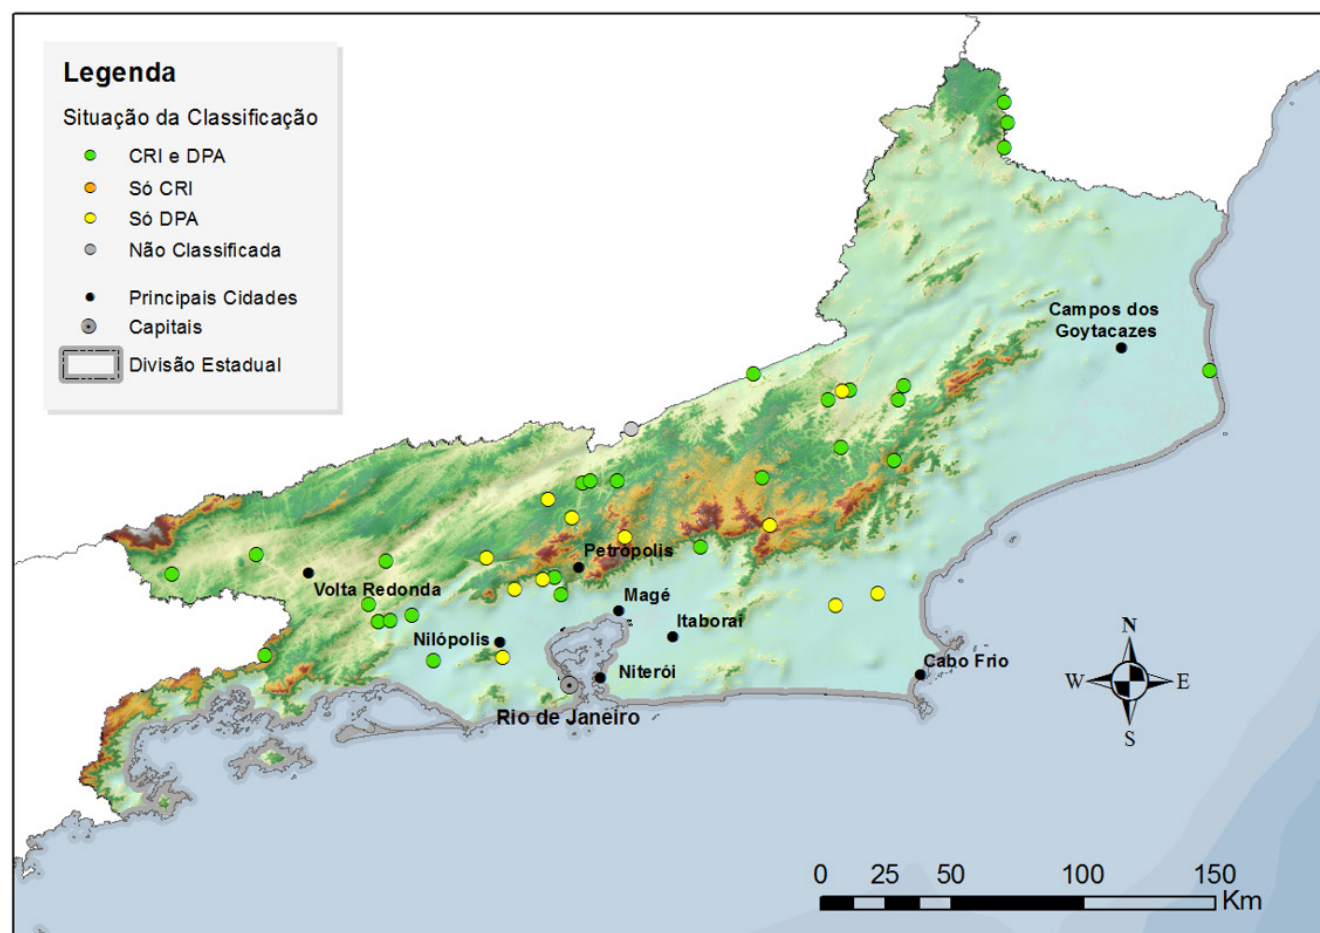 Legenda
Situação da Classificação
CRI e DPA
Só CRI
Só DPA
Não Classificada
Principais Cidades
Capitais
Divisão Estadual
Campos dos
Goytacazes
Petrópolis
Volta Redonda
Magé
Itaboraí
Nilópolis
Niterói
Cabo Frio
Rio de Janeiro
N
W E
S
0 25 50 100 150
Km